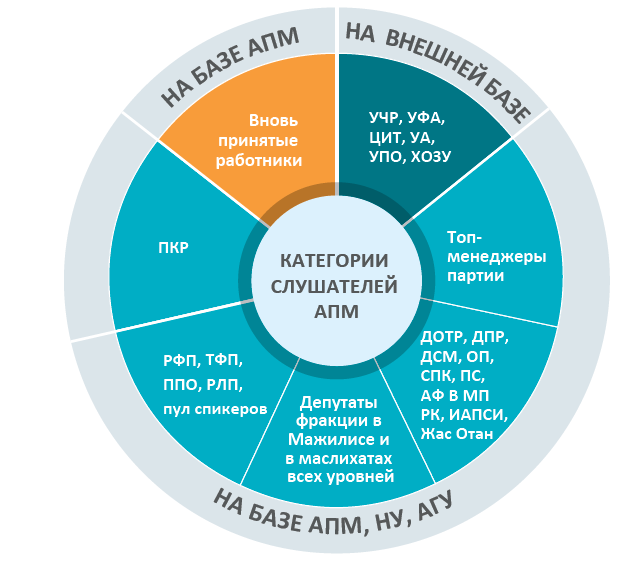 НА БАЗЕ АПМ
НА ВНЕШНЕЙ БАЗЕ
Вновь
принятые
работники
УЧР, УФА,
ЦИТ, УА,
УПО, ХОЗУ
ПКР
КАТЕГОРИИ
СЛУШАТЕЛЕЙ
АПМ
Топ-
менеджеры
партии
РФП, ТФП,
ППО, РЛП,
пул спикеров
Депутаты
фракции в
Мажилисе и
в маслихатах
всех уровней
ДОТР, ДПР,
ДСМ, ОП,
СПК, ПС,
АФ В МП
РК, ИАПСИ,
Жас Отан
НА БАЗЕ АПМ, НУ, АГУ